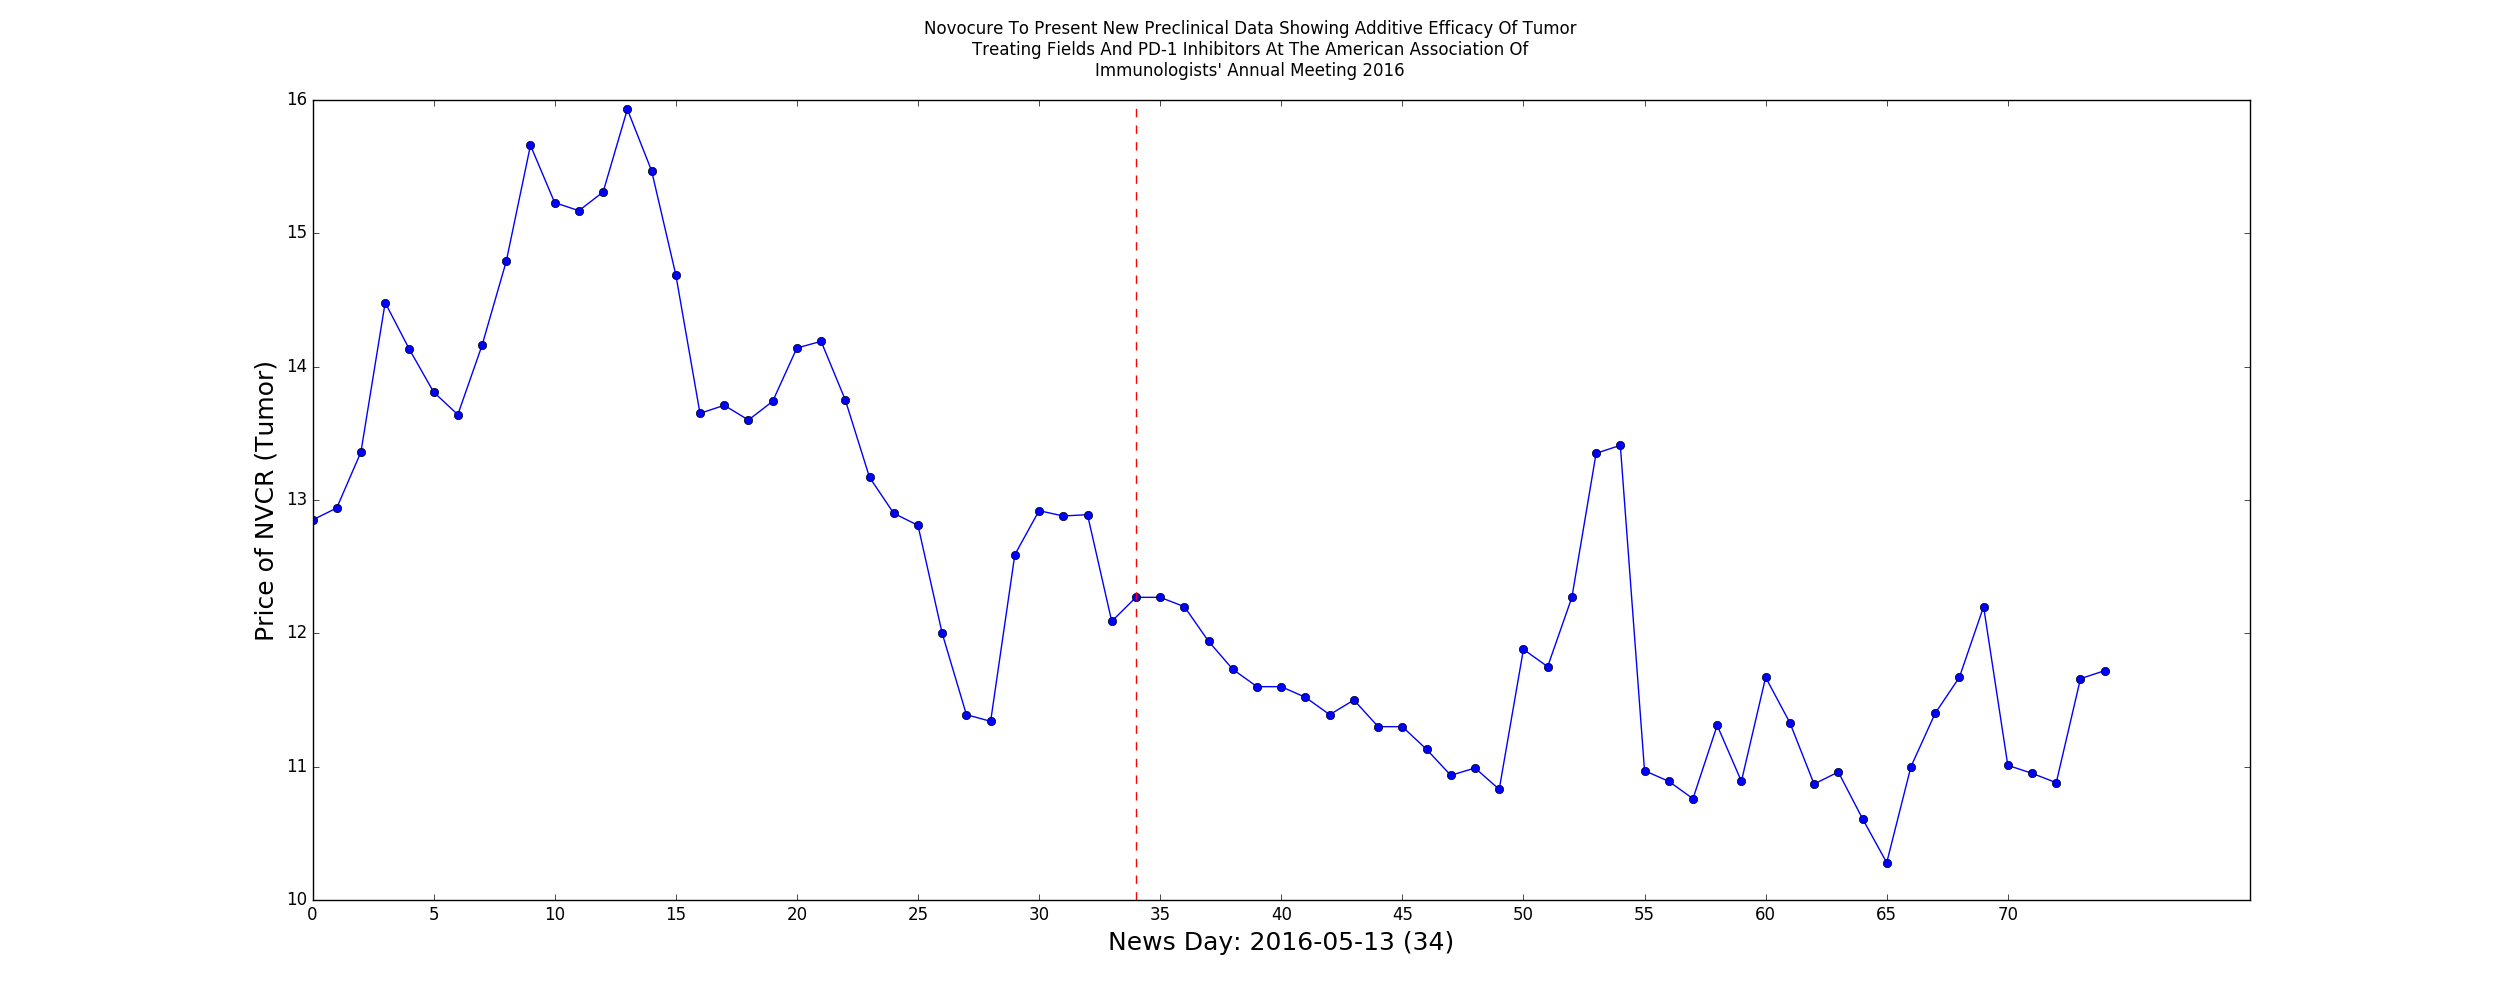 Novocure To Present New Preclinical Data Showing Additive Efficacy Of Tumor
Treating Fields And PD-1 Inhibitors At The American Association Of
Immunologists' Annual Meeting 2016
16
15
14
13
12
11
10
Price of NVCR (Tumor)
0 5 10 15 20 25 30 35 40 45 50 55 60 65 70
News Day: 2016-05-13 (34)